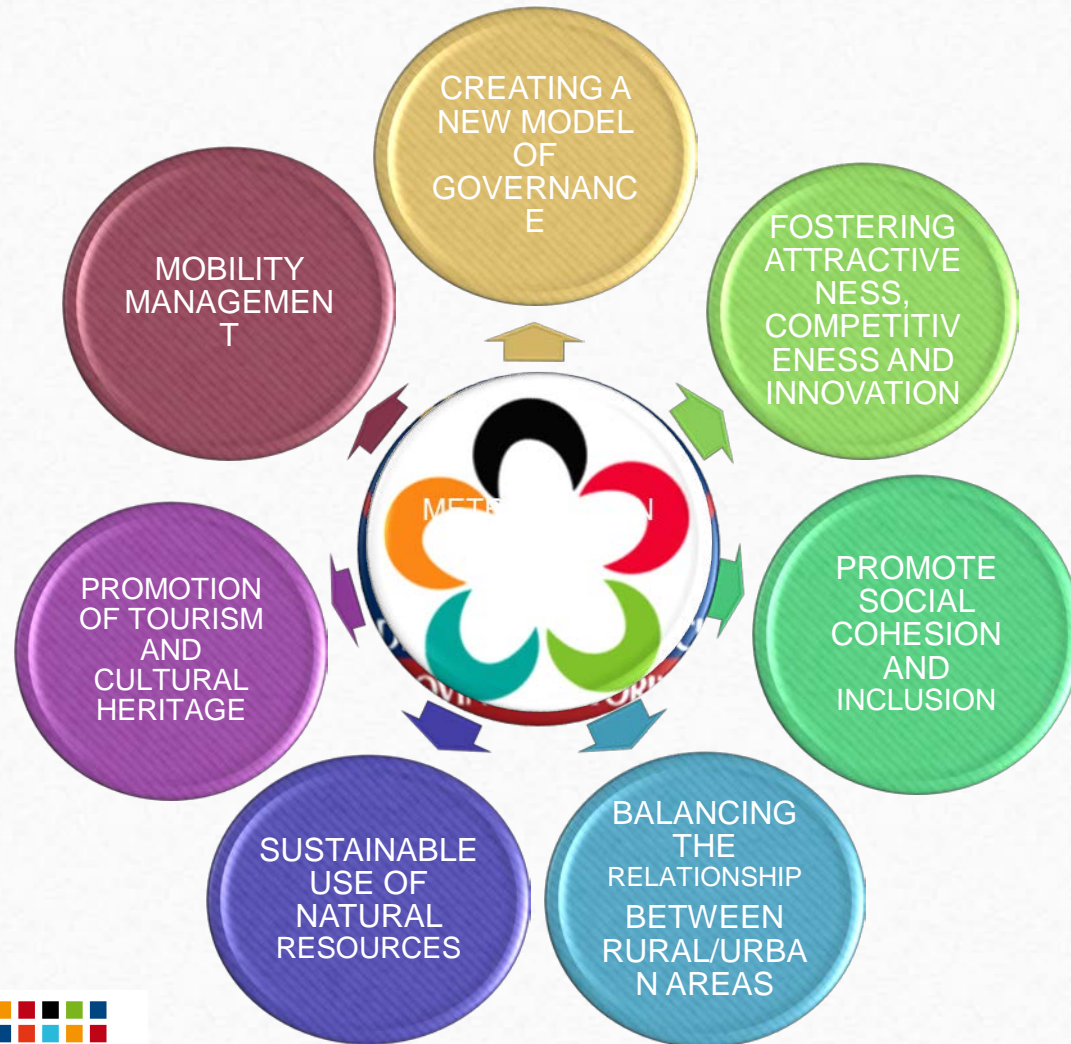 CREATING A
NEW MODEL
OF
GOVERNANC
E
FOSTERING
ATTRACTIVE
NESS,
COMPETITIV
ENESS AND
INNOVATION
PROMOTE
SOCIAL
COHESION
AND
INCLUSION
BALANCING
THE
RELATIONSHIP
BETWEEN
RURAL/URBA
N AREAS
SUSTAINABLE
USE OF
NATURAL
RESOURCES
PROMOTION
OF TOURISM
AND
CULTURAL
HERITAGE
MOBILITY
MANAGEMEN
T